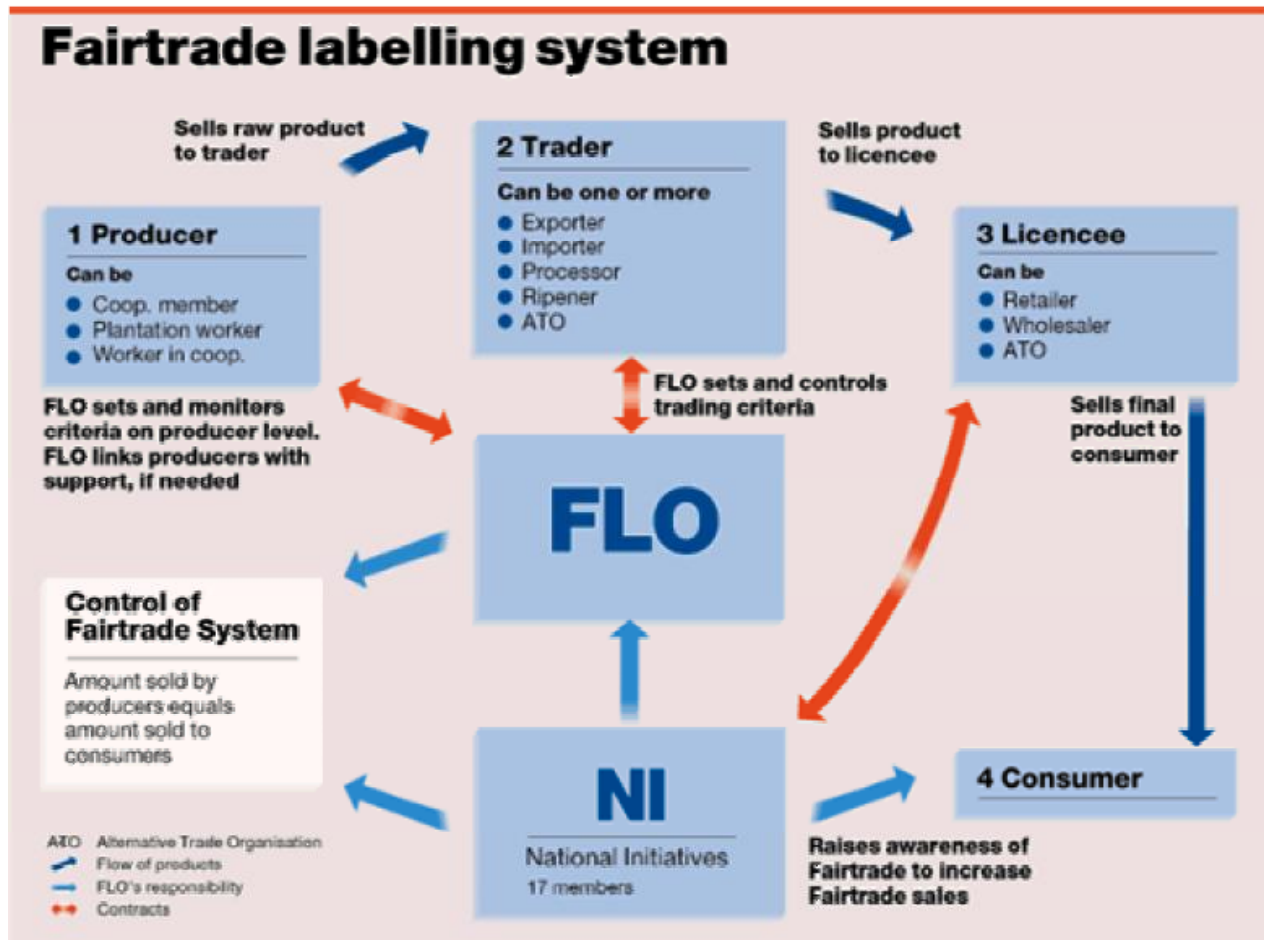 Fairtrade labelling system
Sells raw product
to trader
2 Trader
Can be one or more
Exporter
Importer
Processor
Ripener
ATO
Sells product
to licencee
1 Producer
Can be
Coop. member
Plantation worker
Worker in coop.
3 Licencee
Can be
Retailer
Wholesaler
ATO
FLO sets and monitors
criteria on producer level.
FLO links producers with
support, if needed
FLO sets and controls
trading criteria
Sells final
product to
consumer
FLO
Control of
Fairtrade System
Amount sold by
producers equals
amount sold to
consumers
NI
National Initiatives
17 members
4 Consumer
Raises awareness of
Fairtrade to increase
Fairtrade sales
ATO Alternative Trade Organisation
Flow of products
FLO's responsibility
Contracts